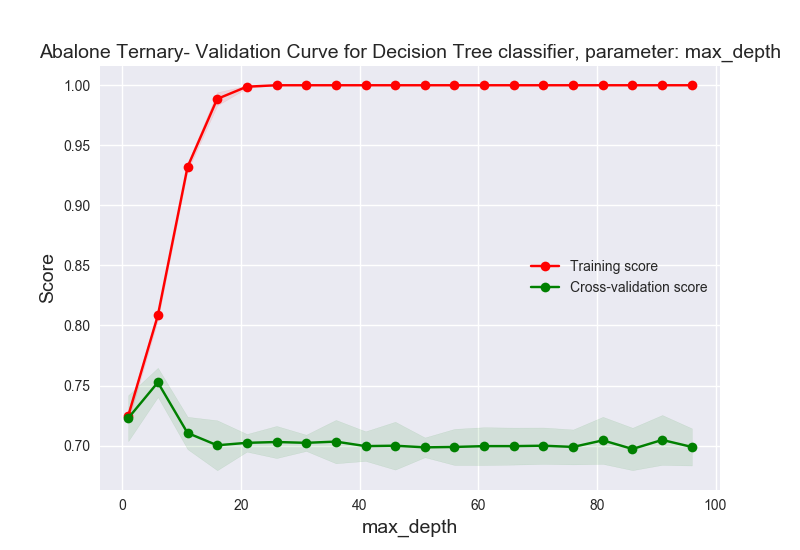 Abalone Ternary- Validation Curve for Decision Tree classifier, parameter: max_depth
1.00
0.95
0.90
0.85
0.80
0.75
0.70
Score
Training score
Cross-validation score
0 20 40 60 80 100
max_depth